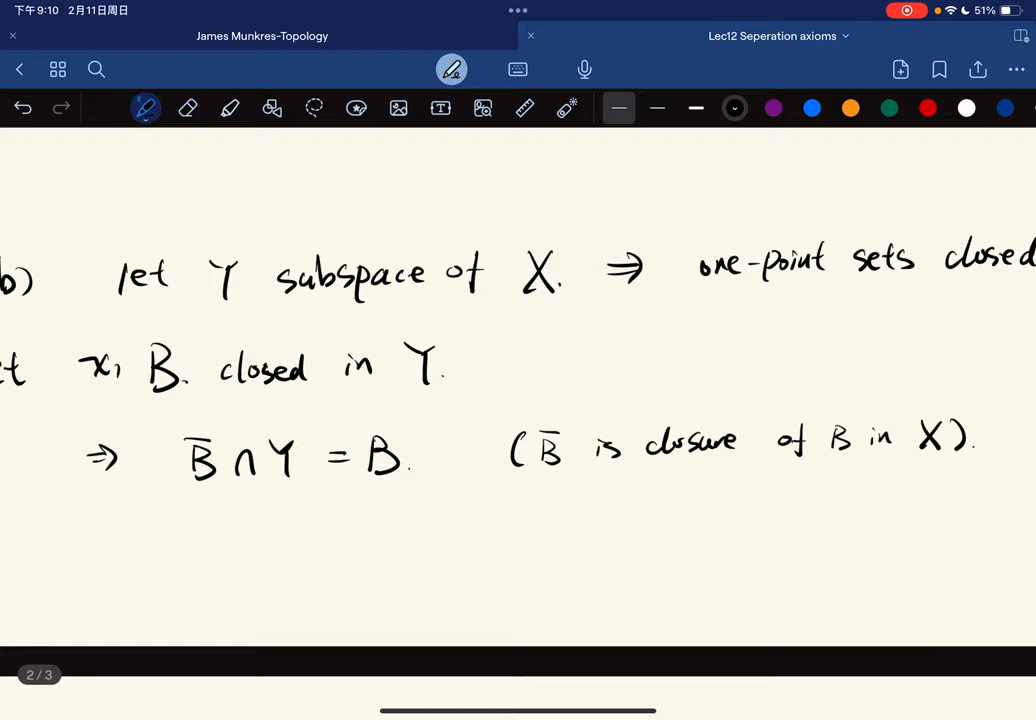 下午9:10 2月11日周日
51%
James Munkres-Topology
Lec12 Seperation axioms
b) let Y subspace of X. ⇒ one-point sets closed
et x, B. closed in Y.
⇒ B̅ ∩ Y = B. (B̅ is closure of B in X).
2 / 3